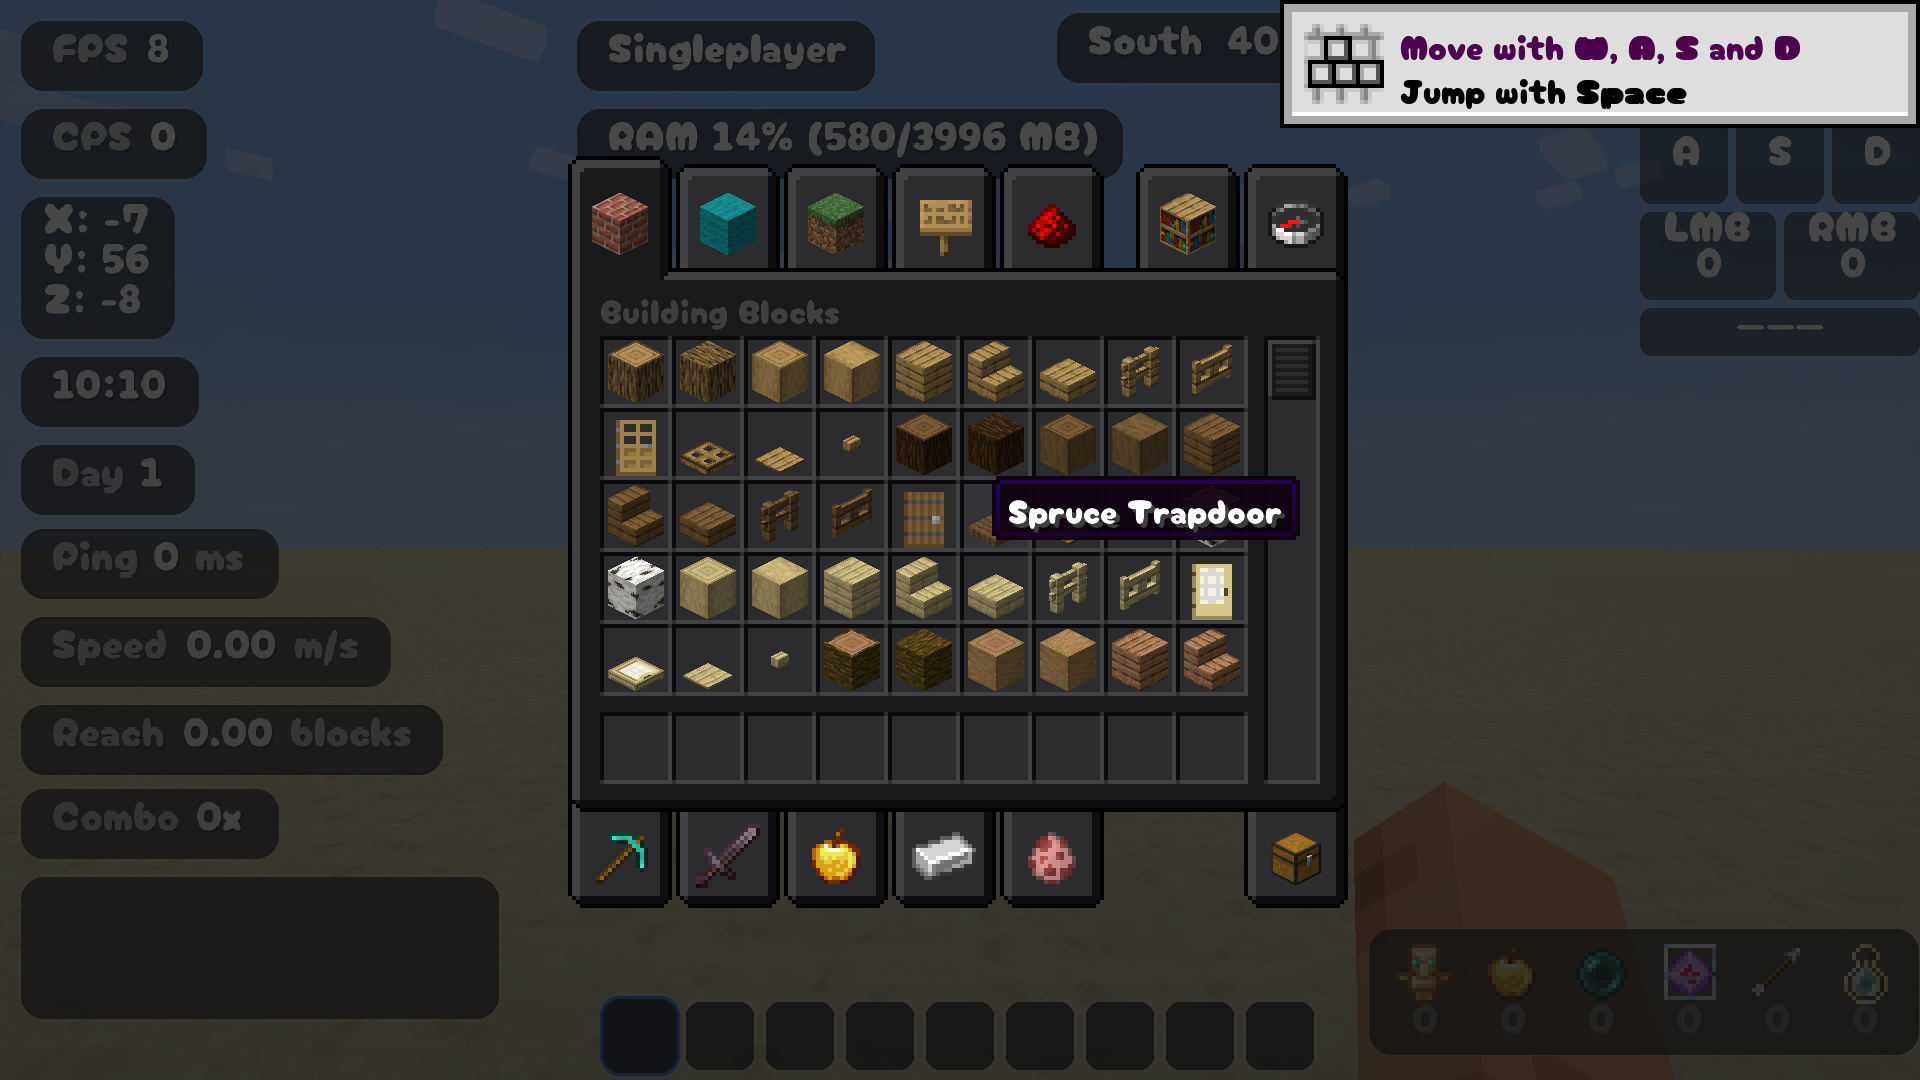 FPS 8
Singleplayer
South 40
Move with W, A, S and D
Jump with Space
CPS 0
RAM 14% (580/3996 MB)
A S D
X: -7
Y: 56
Z: -8
LMB
0
RMB
0
Building Blocks
10:10
Day 1
Spruce Trapdoor
Ping 0 ms
Speed 0.00 m/s
Reach 0.00 blocks
Combo 0x
0 0 0 0 0 0